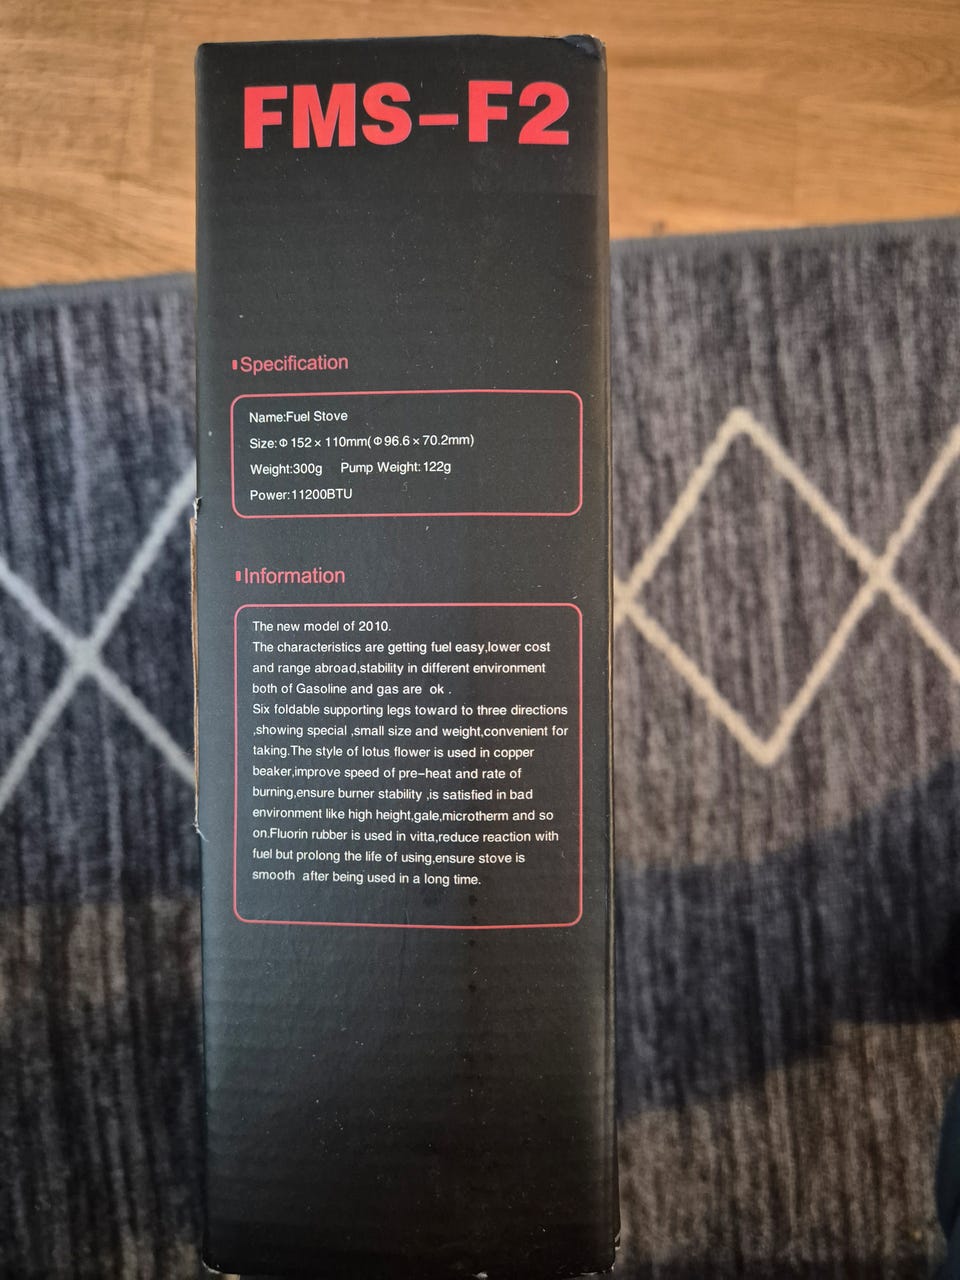 FMS-F2
Specification
Name:Fuel Stove
Size:Φ152×110mm(Φ96.6×70.2mm)
Weight:300g Pump Weight:122g
Power:11200BTU
Information
The new model of 2010.
The characteristics are getting fuel easy,lower cost
and range abroad,stability in different environment
both of Gasoline and gas are ok .
Six foldable supporting legs toward to three directions
,showing special ,small size and weight,convenient for
taking.The style of lotus flower is used in copper
beaker,improve speed of pre-heat and rate of
burning,ensure burner stability ,is satisfied in bad
environment like high height,gale,microtherm and so
on.Fluorin rubber is used in vitta,reduce reaction with
fuel but prolong the life of using,ensure stove is
smooth after being used in a long time.